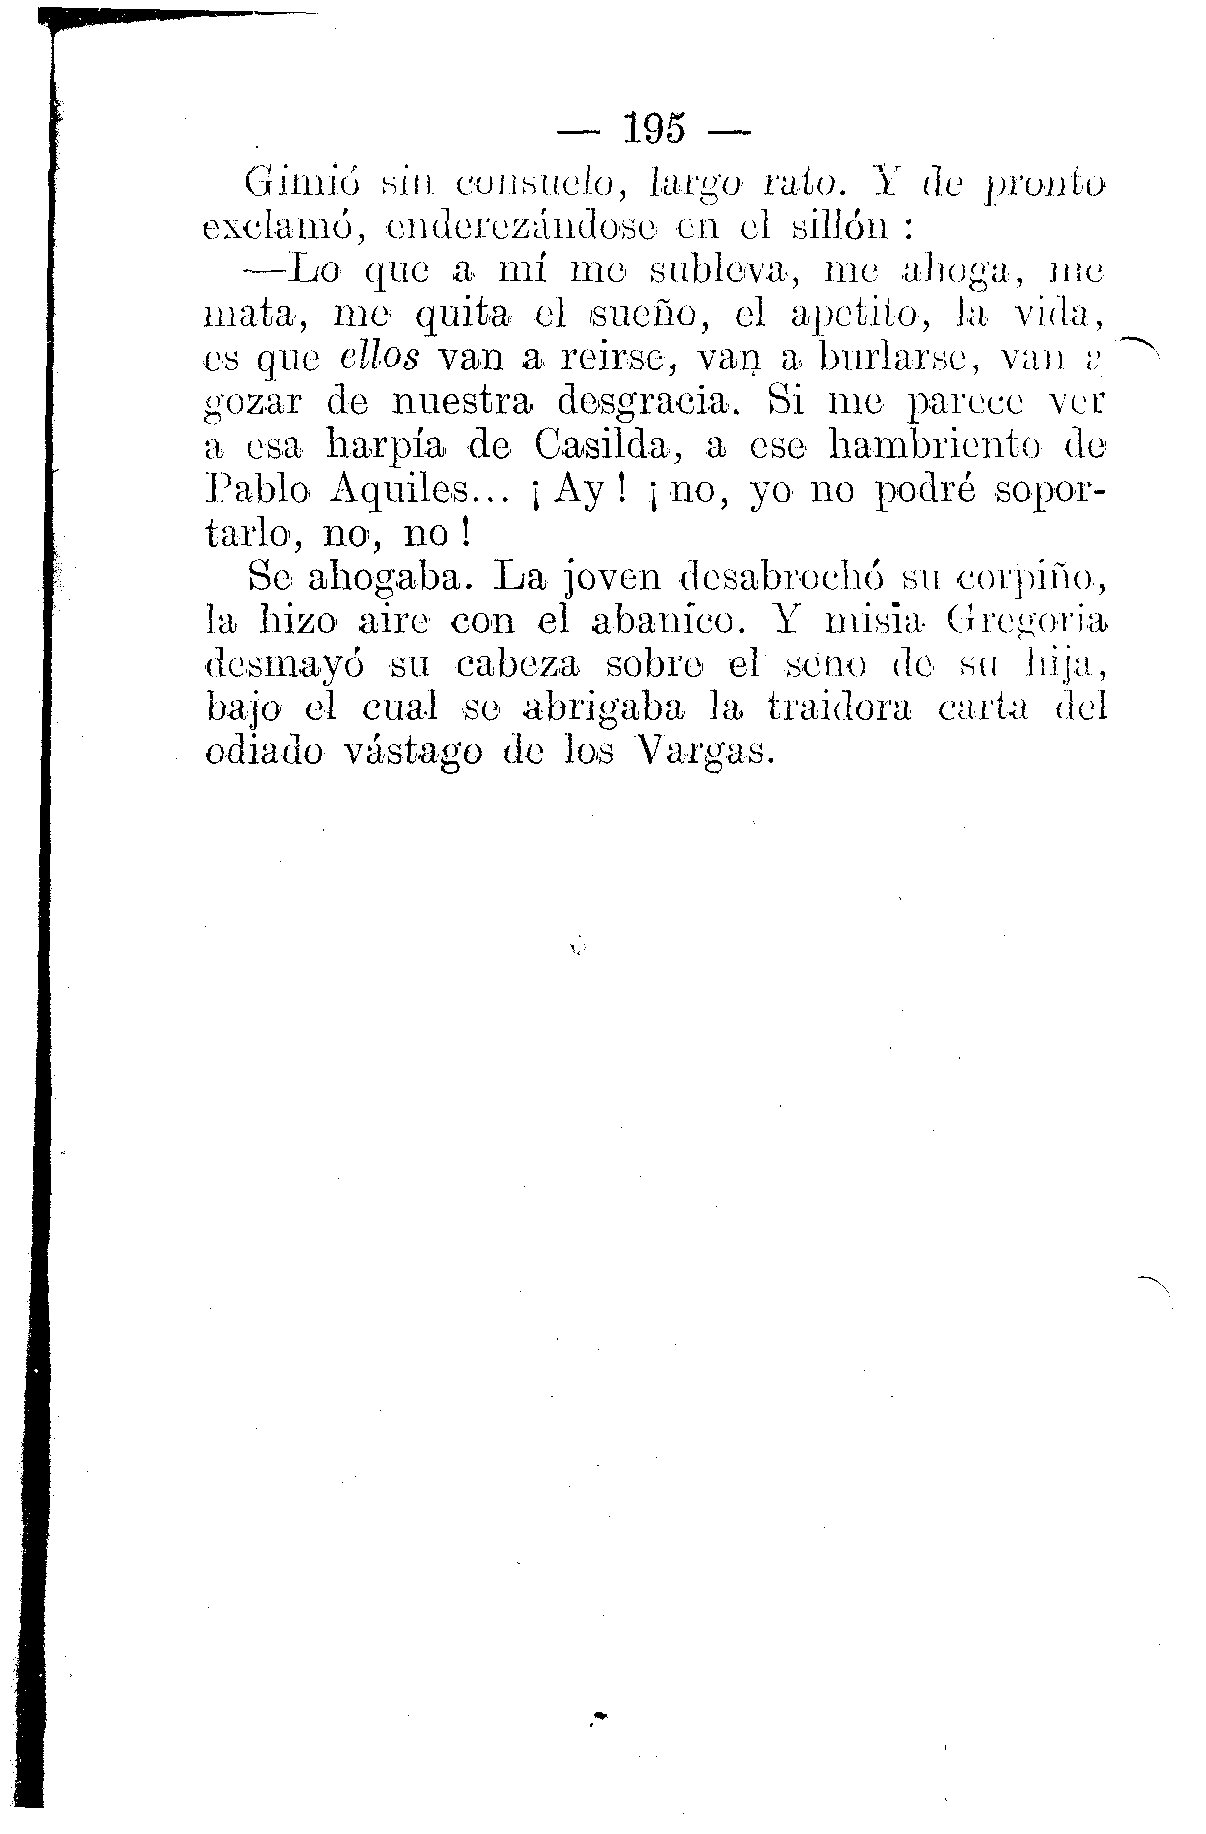 — 195 —
Gimió sin consuelo, largo rato. Y de pronto
exclamó, enderezándose en el sillón :
—Lo que a mí me subleva, me ahoga, me
mata, me quita el sueño, el apetito, la vida,
es que ellos van a reirse, van a burlarse, van a
gozar de nuestra desgracia. Si me parece ver
a esa harpía de Casilda, a ese hambriento de
Pablo Aquiles... ¡ Ay ! ¡ no, yo no podré sopor-
tarlo, no, no !
Se ahogaba. La joven desabrochó su corpiño,
la hizo aire con el abanico. Y misia Gregoria
desmayó su cabeza sobre el seno de su hija,
bajo el cual se abrigaba la traidora carta del
odiado vástago de los Vargas.